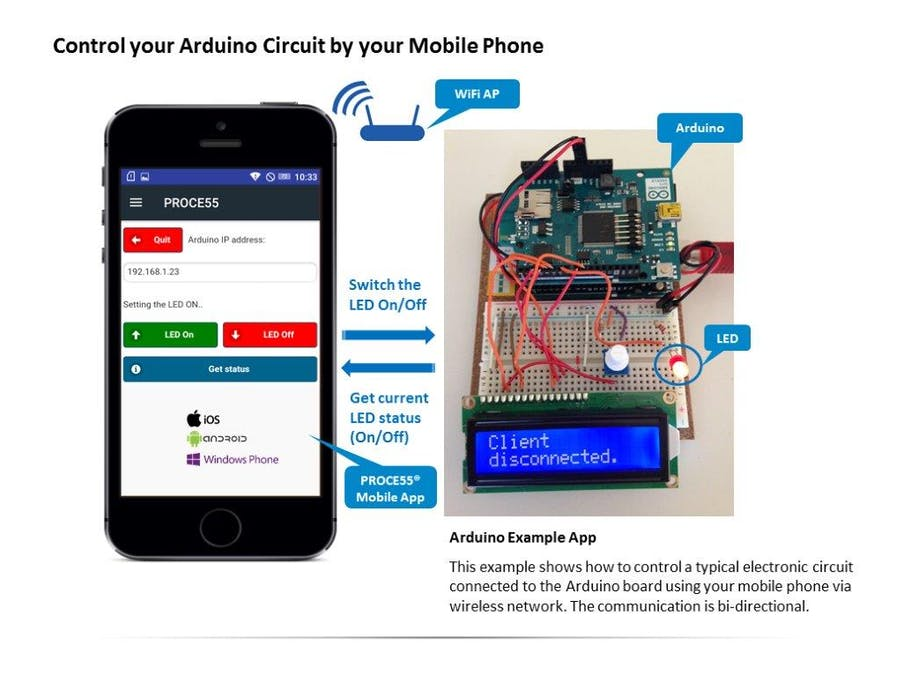 Control your Arduino Circuit by your Mobile Phone
WiFi AP
Arduino
10:33
PROCE55
Quit
Arduino IP address:
192.168.1.23
Setting the LED ON..
LED On
LED Off
Get status
iOS
ANDROID
Windows Phone
Switch the
LED On/Off
Get current
LED status
(On/Off)
PROCE55®
Mobile App
LED
Client
disconnected.
Arduino Example App
This example shows how to control a typical electronic circuit
connected to the Arduino board using your mobile phone via
wireless network. The communication is bi-directional.